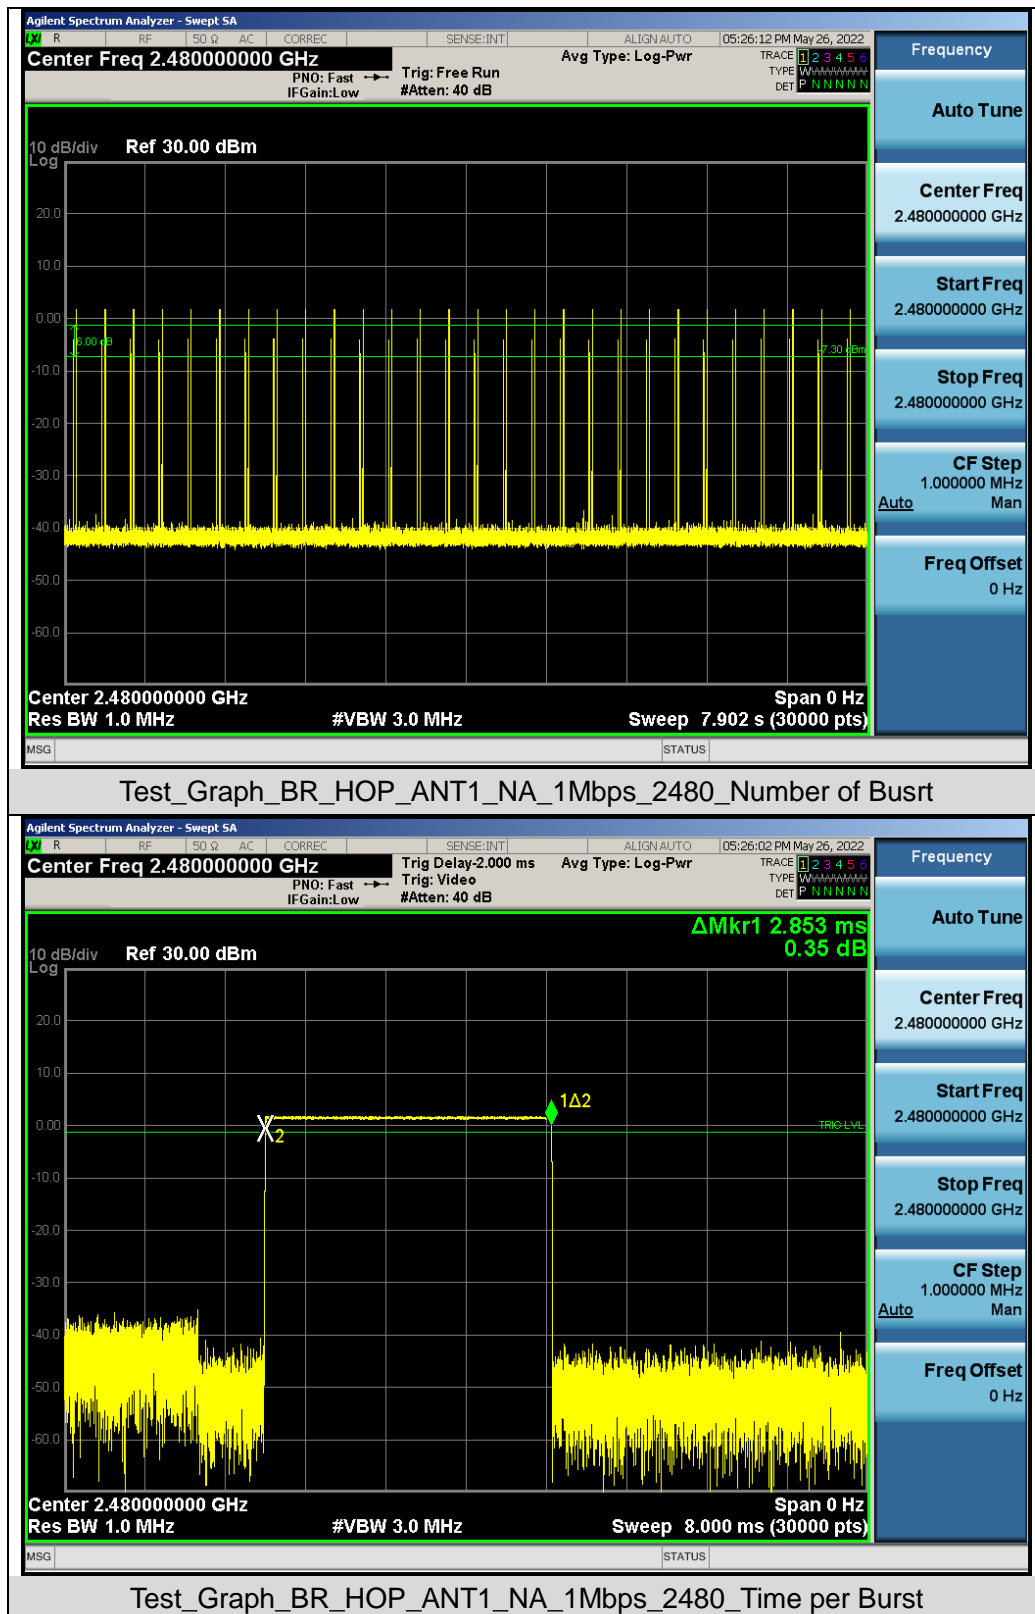 Agilent Spectrum Analyzer - Swept SA
LXI R RF 50 Ω AC CORREC SENSE:INT ALIGN AUTO 05:26:12 PM May 26, 2022
Center Freq 2.480000000 GHz Avg Type: Log-Pwr TRACE 1 2 3 4 5 6
PNO: Fast Trig: Free Run TYPE WWWWWW
IFGain:Low #Atten: 40 dB DET P N N N N N
10 dB/div Ref 30.00 dBm
Log
20.0
10.0
0.00
6.00 dB
-7.30 dBm
-10.0
-20.0
-30.0
-40.0
-50.0
-60.0
Center 2.480000000 GHz Span 0 Hz
Res BW 1.0 MHz #VBW 3.0 MHz Sweep 7.902 s (30000 pts)
MSG STATUS
Frequency
Auto Tune
Center Freq
2.480000000 GHz
Start Freq
2.480000000 GHz
Stop Freq
2.480000000 GHz
CF Step
1.000000 MHz
Auto Man
Freq Offset
0 Hz
Test_Graph_BR_HOP_ANT1_NA_1Mbps_2480_Number of Busrt
Agilent Spectrum Analyzer - Swept SA
LXI R RF 50 Ω AC CORREC SENSE:INT ALIGN AUTO 05:26:02 PM May 26, 2022
Center Freq 2.480000000 GHz Trig Delay-2.000 ms Avg Type: Log-Pwr TRACE 1 2 3 4 5 6
PNO: Fast Trig: Video TYPE WWWWWW
IFGain:Low #Atten: 40 dB DET P N N N N N
ΔMkr1 2.853 ms
0.35 dB
10 dB/div Ref 30.00 dBm
Log
20.0
10.0
1Δ2
0.00
TRIG LVL
X2
-10.0
-20.0
-30.0
-40.0
-50.0
-60.0
Center 2.480000000 GHz Span 0 Hz
Res BW 1.0 MHz #VBW 3.0 MHz Sweep 8.000 ms (30000 pts)
MSG STATUS
Frequency
Auto Tune
Center Freq
2.480000000 GHz
Start Freq
2.480000000 GHz
Stop Freq
2.480000000 GHz
CF Step
1.000000 MHz
Auto Man
Freq Offset
0 Hz
Test_Graph_BR_HOP_ANT1_NA_1Mbps_2480_Time per Burst